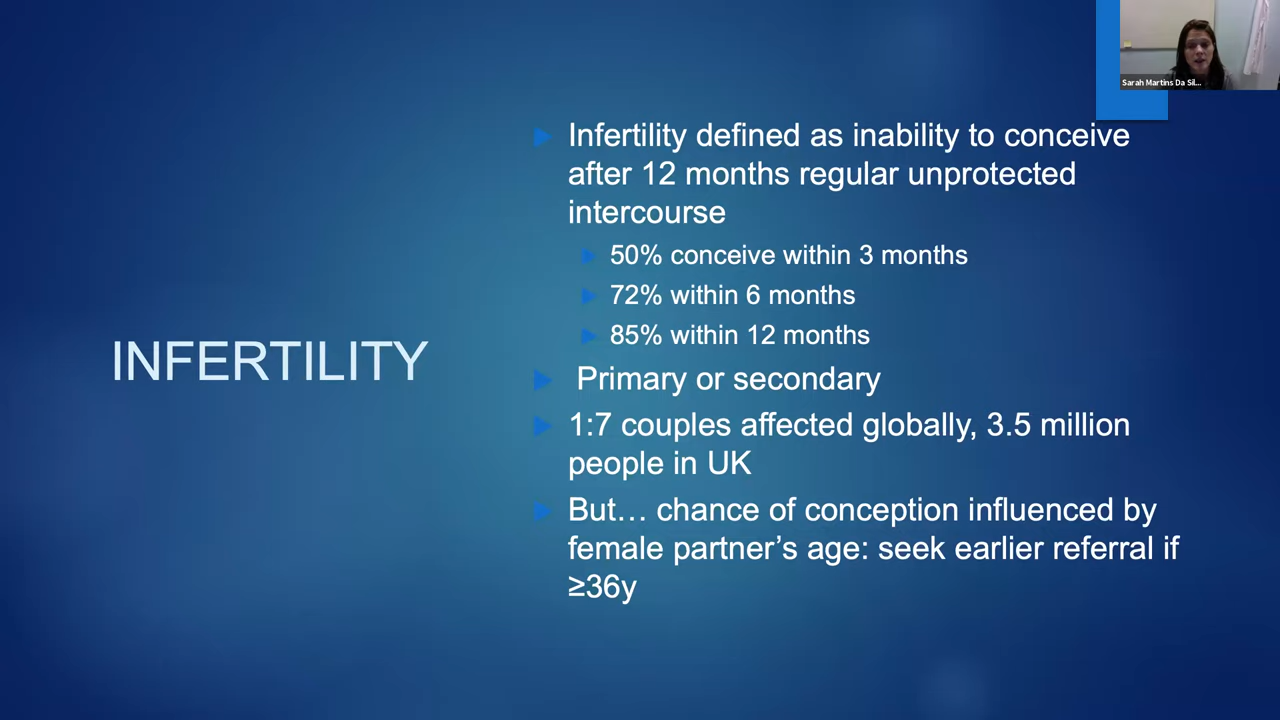 Sarah Martins Da Sil...
INFERTILITY
Infertility defined as inability to conceive
after 12 months regular unprotected
intercourse
50% conceive within 3 months
72% within 6 months
85% within 12 months
Primary or secondary
1:7 couples affected globally, 3.5 million
people in UK
But… chance of conception influenced by
female partner’s age: seek earlier referral if
≥36y